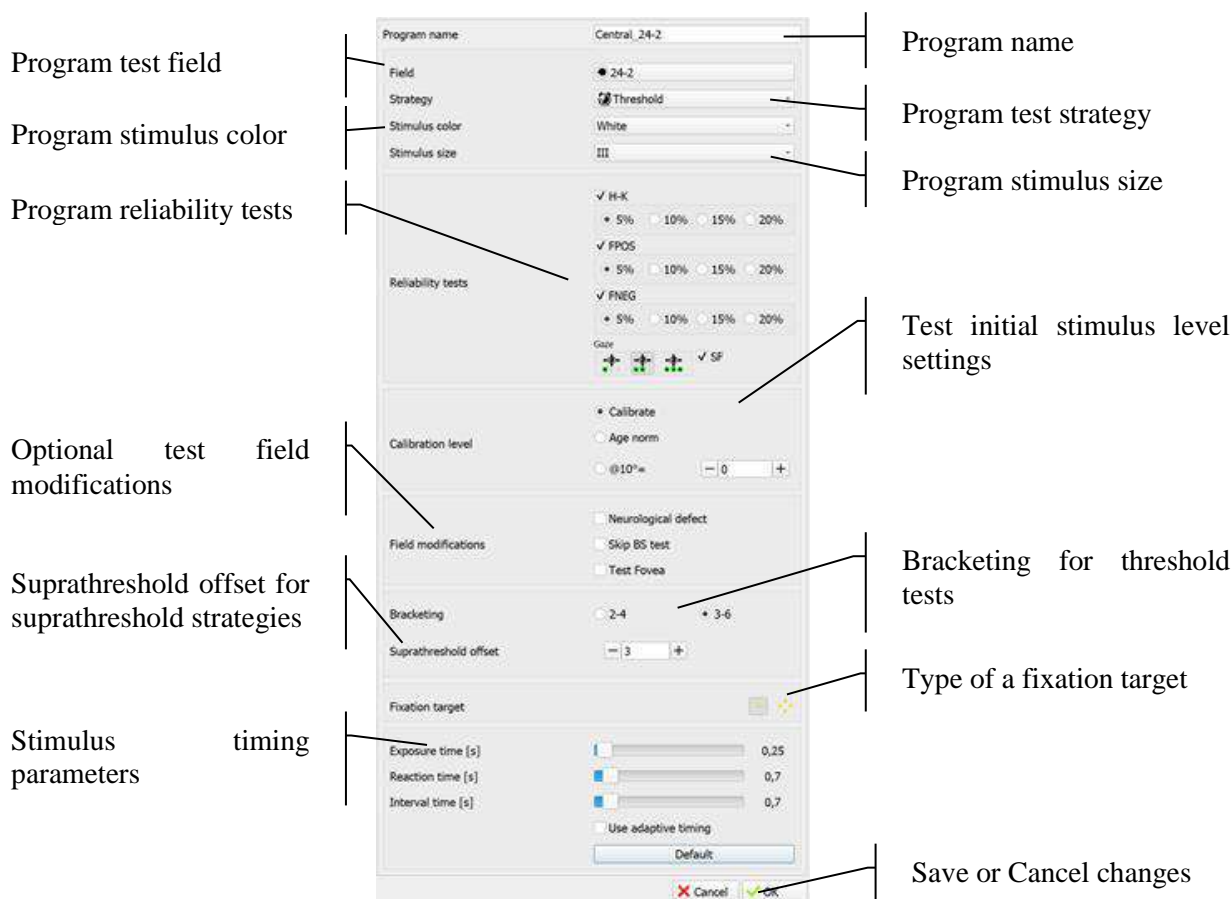 Program name Central_24-2
Program name
Program test field
Field 24-2
Strategy Threshold
Program test strategy
Program stimulus color
Stimulus color White
Stimulus size III
Program stimulus size
Program reliability tests
Reliability tests
✓ H-K
5% 10% 15% 20%
✓ FPOS
5% 10% 15% 20%
✓ FNEG
5% 10% 15% 20%
Gaze
✓ SF
Test initial stimulus level
settings
Calibration level
Calibrate
Age norm
@10°= − 0 +
Optional test field
modifications
Field modifications
Neurological defect
Skip BS test
Test Fovea
Bracketing for threshold
tests
Suprathreshold offset for
suprathreshold strategies
Bracketing 2-4 3-6
Suprathreshold offset − 3 +
Type of a fixation target
Fixation target
Stimulus timing
parameters
Exposure time [s] 0,25
Reaction time [s] 0,7
Interval time [s] 0,7
Use adaptive timing
Default
Cancel OK
Save or Cancel changes